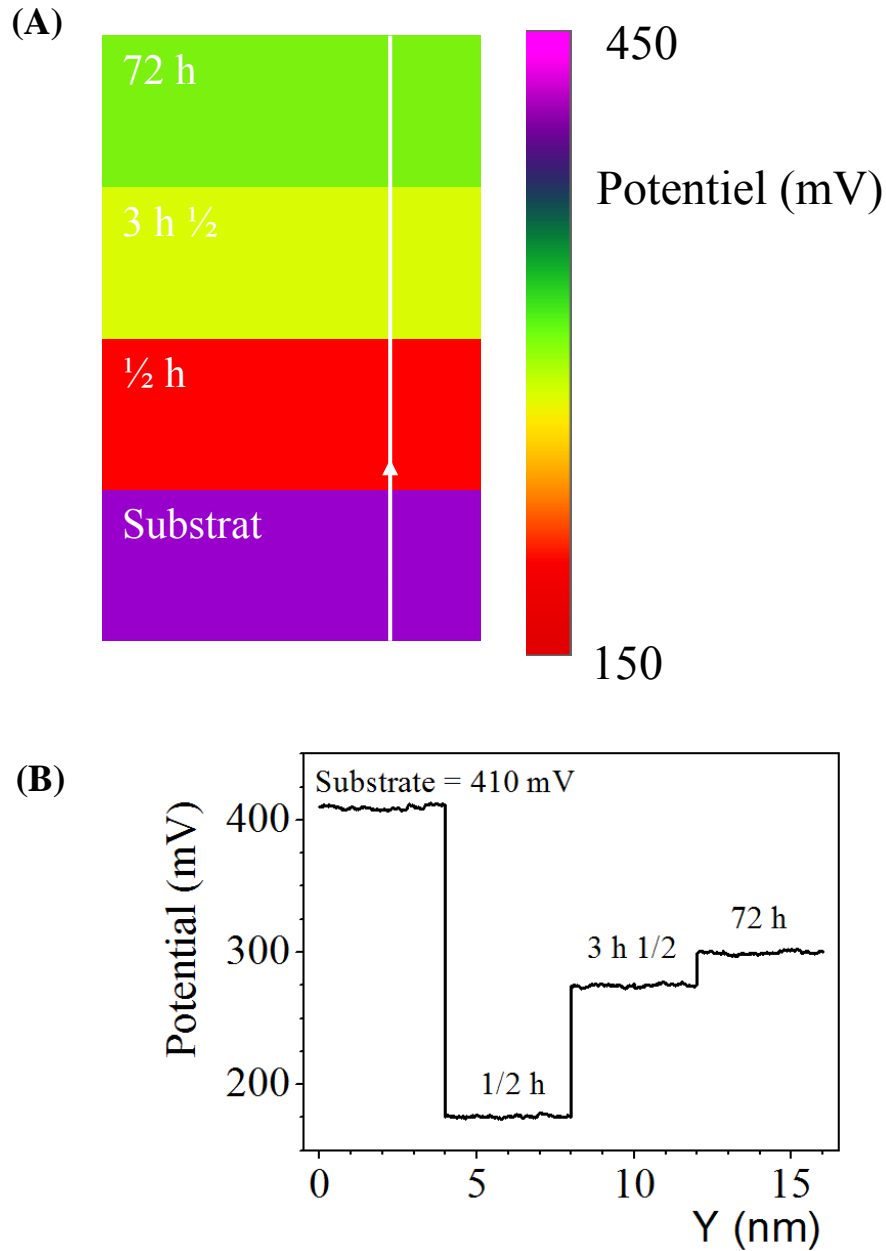 (A)
72 h
3 h ½
½ h
Substrat
450
Potentiel (mV)
150
(B)
Substrate = 410 mV
Potential (mV)
400
300
200
1/2 h
3 h 1/2
72 h
0
5
10
15
Y (nm)